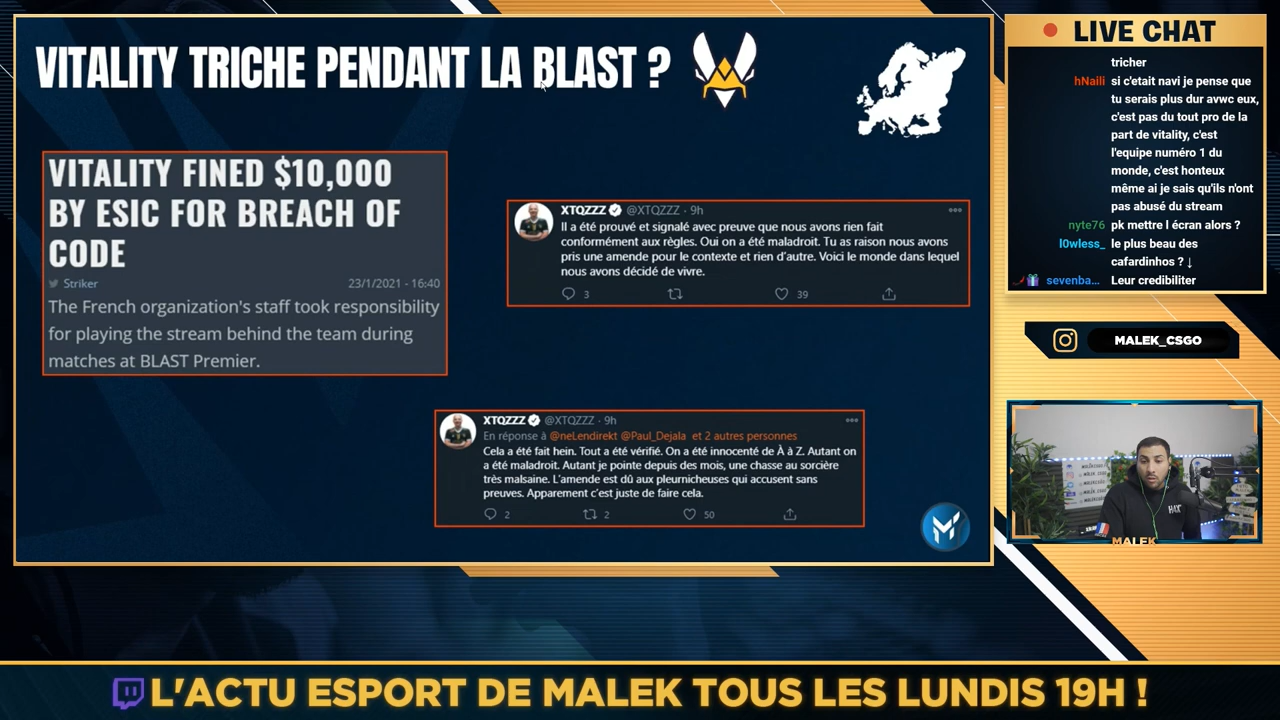 VITALITY TRICHE PENDANT LA BLAST ?
VITALITY FINED $10,000
BY ESIC FOR BREACH OF
CODE
Striker
23/1/2021 - 16:40
The French organization's staff took responsibility
for playing the stream behind the team during
matches at BLAST Premier.
XTQZZZ @XTQZZZ · 9h
Il a été prouvé et signalé avec preuve que nous avons rien fait
conformément aux règles. Oui on a été maladroit. Tu as raison nous avons
pris une amende pour le contexte et rien d'autre. Voici le monde dans lequel
nous avons décidé de vivre.
3
39
XTQZZZ @XTQZZZ · 9h
En réponse à @neLendirekt @Paul_Dejala et 2 autres personnes
Cela a été fait hein. Tout a été vérifié. On a été innocenté de À à Z. Autant on
a été maladroit. Autant je pointe depuis des mois, une chasse au sorcière
très malsaine. L'amende est dû aux pleurnicheuses qui accusent sans
preuves. Apparement c'est juste de faire cela.
2
2
50
LIVE CHAT
tricher
hNaili si c'etait navi je pense que
tu serais plus dur avwc eux,
c'est pas du tout pro de la
part de vitality, c'est
l'equipe numéro 1 du
monde, c'est honteux
même ai je sais qu'ils n'ont
pas abusé du stream
nyte76 pk mettre l écran alors ?
l0wless_ le plus beau des
cafardinhos ? ↓
sevenba... Leur credibiliter
MALEK_CSGO
MALEK
L'ACTU ESPORT DE MALEK TOUS LES LUNDIS 19H !